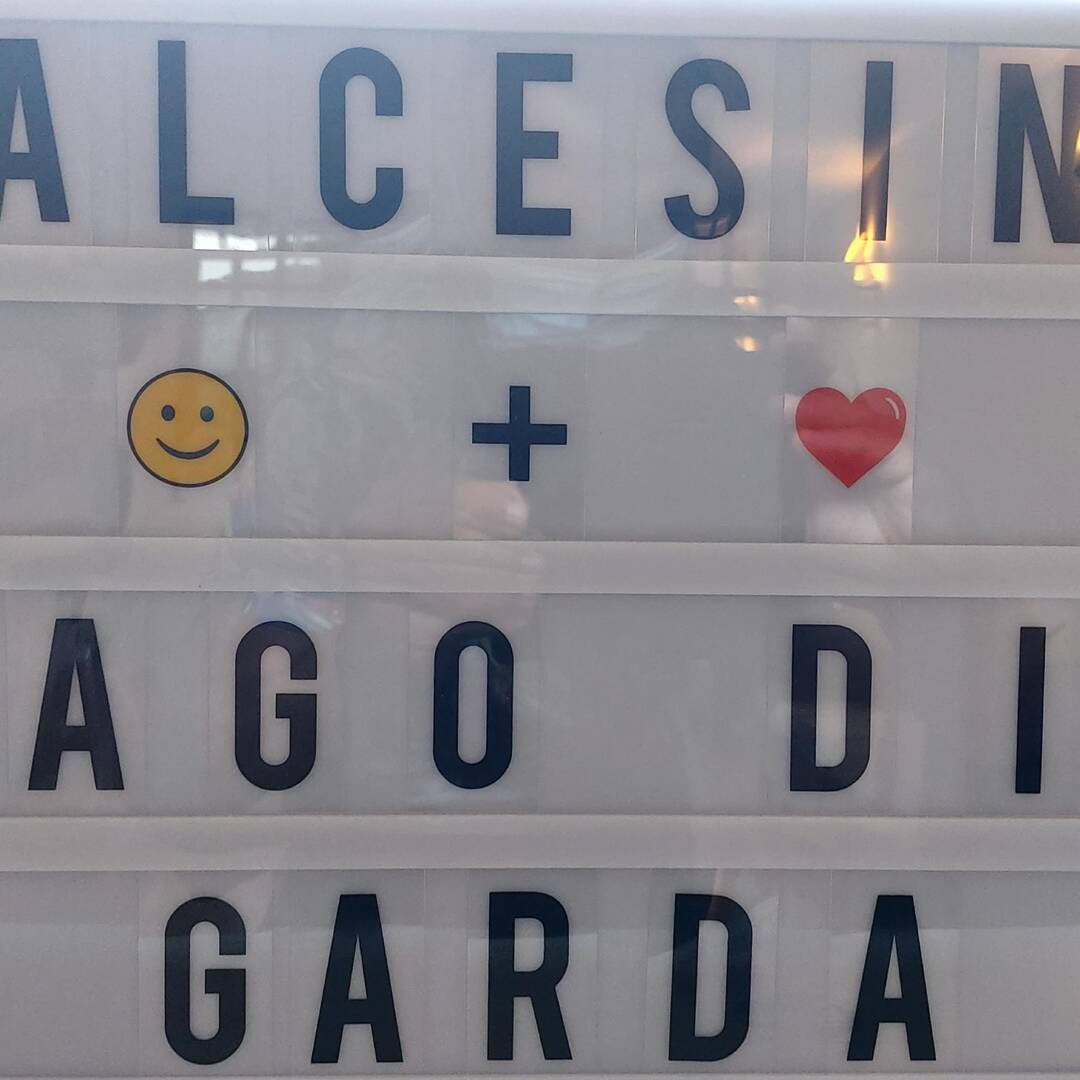 ALCESIN
🙂 + ❤️
AGO DI
GARDA